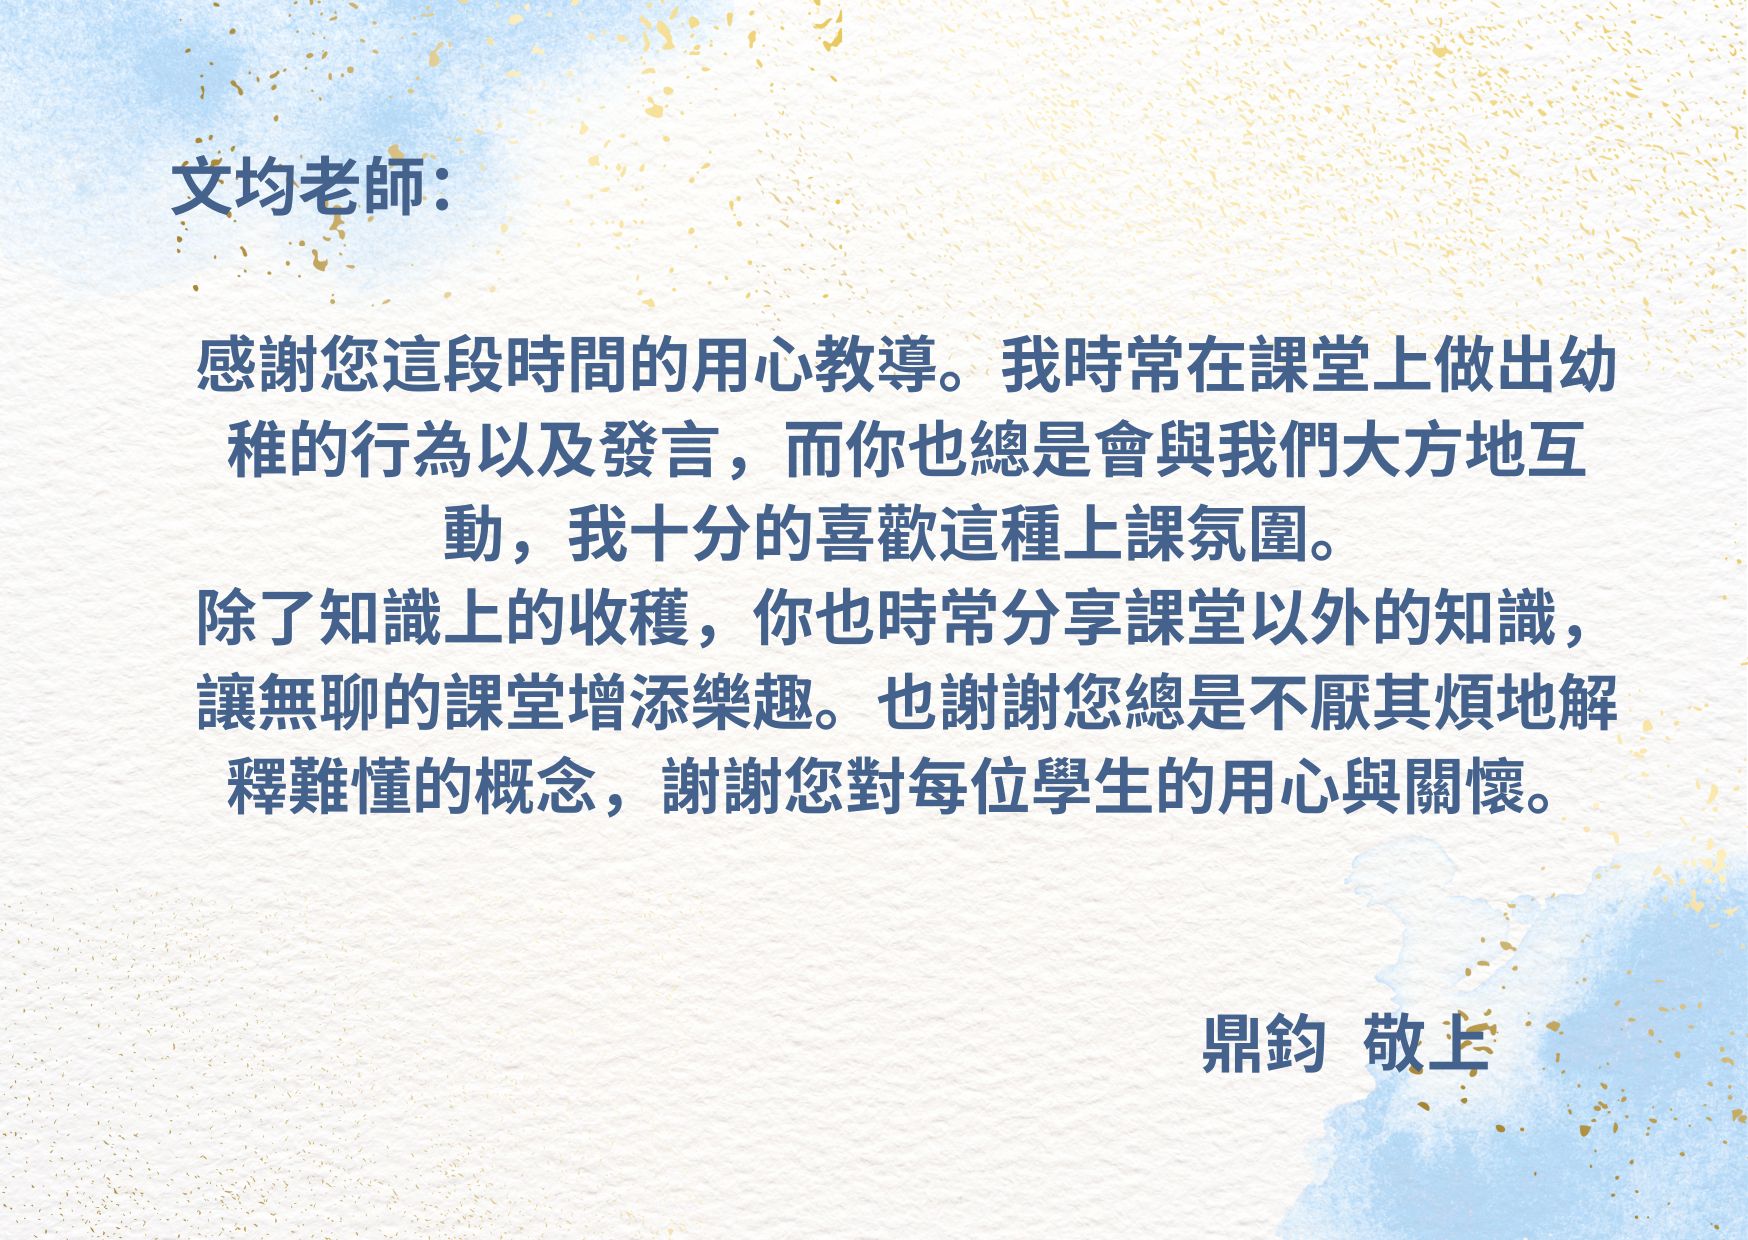 文均老師：
感謝您這段時間的用心教導。我時常在課堂上做出幼
稚的行為以及發言，而你也總是會與我們大方地互
動，我十分的喜歡這種上課氛圍。
除了知識上的收穫，你也時常分享課堂以外的知識，
讓無聊的課堂增添樂趣。也謝謝您總是不厭其煩地解
釋難懂的概念，謝謝您對每位學生的用心與關懷。
鼎鈞 敬上